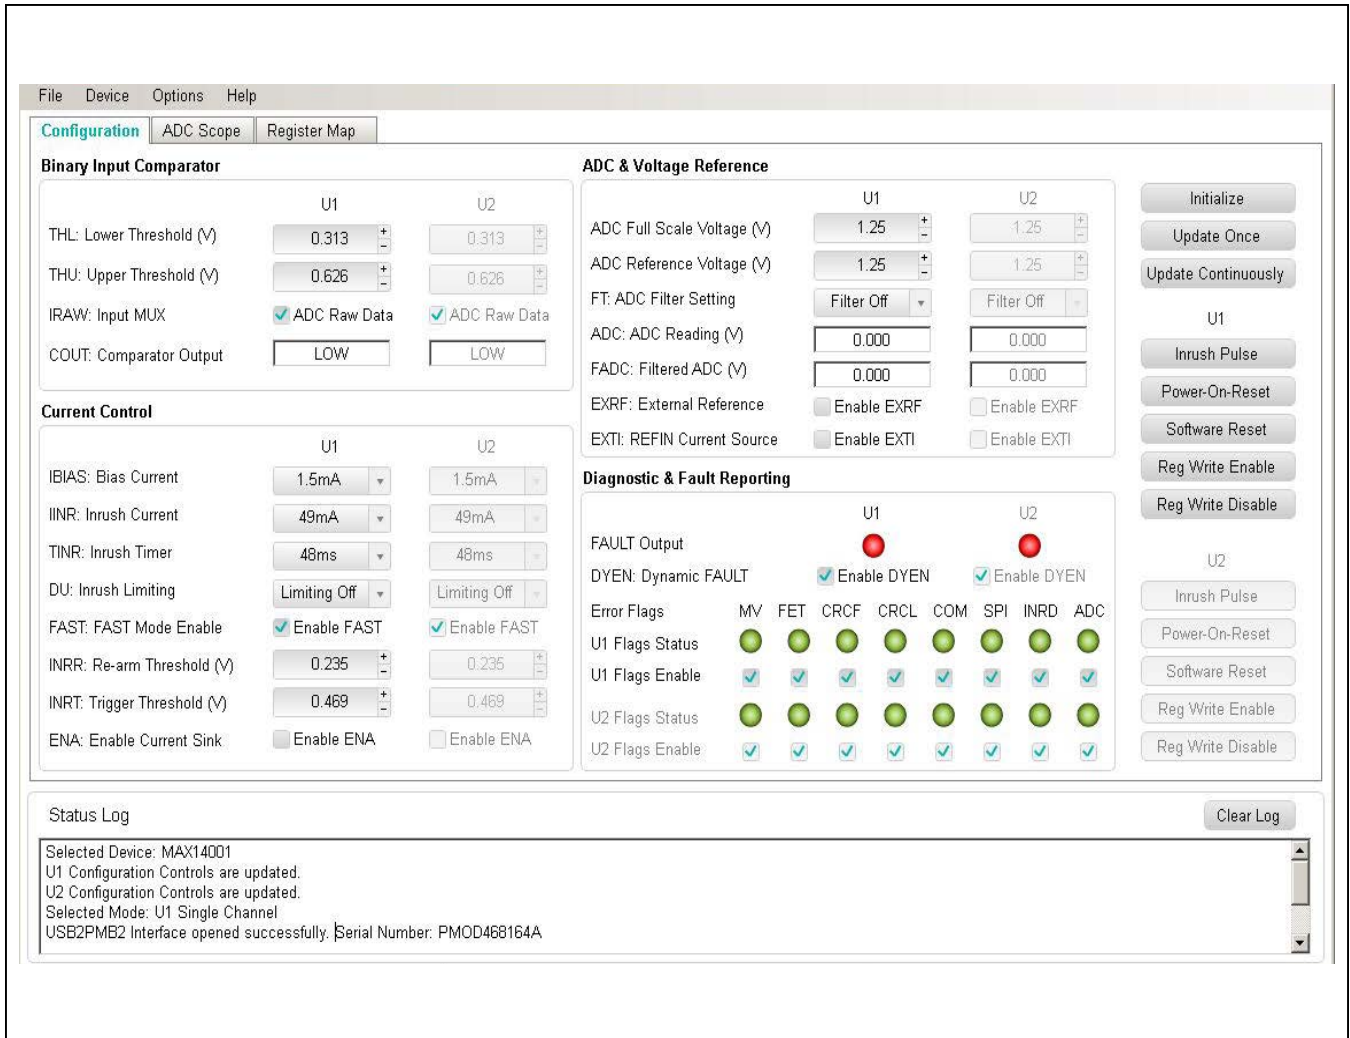 File Device Options Help
Configuration ADC Scope Register Map
Binary Input Comparator
U1 U2
THL: Lower Threshold (V) 0.313 0.313
THU: Upper Threshold (V) 0.626 0.626
IRAW: Input MUX ADC Raw Data ADC Raw Data
COUT: Comparator Output LOW LOW
Current Control
U1 U2
IBIAS: Bias Current 1.5mA 1.5mA
IINR: Inrush Current 49mA 49mA
TINR: Inrush Timer 48ms 48ms
DU: Inrush Limiting Limiting Off Limiting Off
FAST: FAST Mode Enable Enable FAST Enable FAST
INRR: Re-arm Threshold (V) 0.235 0.235
INRT: Trigger Threshold (V) 0.469 0.469
ENA: Enable Current Sink Enable ENA Enable ENA
ADC & Voltage Reference
U1 U2
ADC Full Scale Voltage (V) 1.25 1.25
ADC Reference Voltage (V) 1.25 1.25
FT: ADC Filter Setting Filter Off Filter Off
ADC: ADC Reading (V) 0.000 0.000
FADC: Filtered ADC (V) 0.000 0.000
EXRF: External Reference Enable EXRF Enable EXRF
EXTI: REFIN Current Source Enable EXTI Enable EXTI
Diagnostic & Fault Reporting
U1 U2
FAULT Output
DYEN: Dynamic FAULT Enable DYEN Enable DYEN
Error Flags MV FET CRCF CRCL COM SPI INRD ADC
U1 Flags Status
U1 Flags Enable
U2 Flags Status
U2 Flags Enable
Initialize
Update Once
Update Continuously
U1
Inrush Pulse
Power-On-Reset
Software Reset
Reg Write Enable
Reg Write Disable
U2
Inrush Pulse
Power-On-Reset
Software Reset
Reg Write Enable
Reg Write Disable
Status Log Clear Log
Selected Device: MAX14001
U1 Configuration Controls are updated.
U2 Configuration Controls are updated.
Selected Mode: U1 Single Channel
USB2PMB2 Interface opened successfully. Serial Number: PMOD468164A